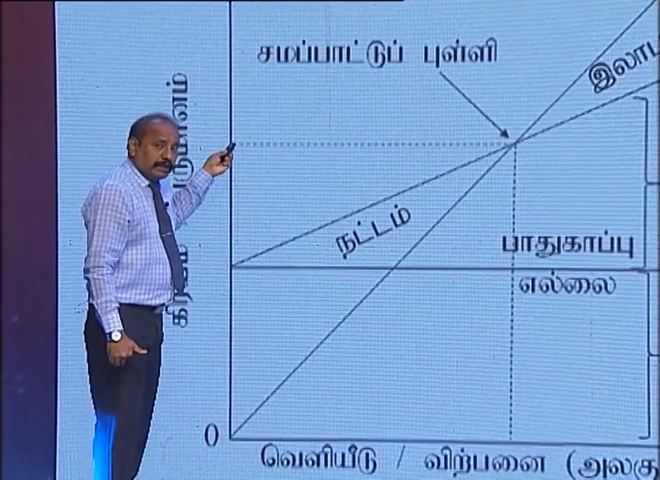 சமப்பாட்டுப் புள்ளி
இலாப
நட்டம்
பாதுகாப்பு
எல்லை
0
வெளியீடு / விற்பனை (அலகு